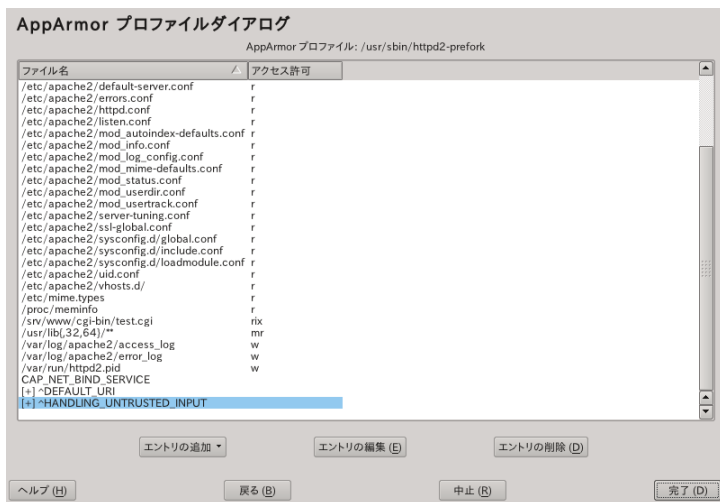 AppArmor プロファイルダイアログ
AppArmor プロファイル: /usr/sbin/httpd2-prefork
ファイル名 アクセス許可
/etc/apache2/default-server.conf r
/etc/apache2/errors.conf r
/etc/apache2/httpd.conf r
/etc/apache2/listen.conf r
/etc/apache2/mod_autoindex-defaults.conf r
/etc/apache2/mod_info.conf r
/etc/apache2/mod_log_config.conf r
/etc/apache2/mod_mime-defaults.conf r
/etc/apache2/mod_status.conf r
/etc/apache2/mod_userdir.conf r
/etc/apache2/mod_usertrack.conf r
/etc/apache2/server-tuning.conf r
/etc/apache2/ssl-global.conf r
/etc/apache2/sysconfig.d/global.conf r
/etc/apache2/sysconfig.d/include.conf r
/etc/apache2/sysconfig.d/loadmodule.conf r
/etc/apache2/uid.conf r
/etc/apache2/vhosts.d/ r
/etc/mime.types r
/proc/meminfo r
/srv/www/cgi-bin/test.cgi rix
/usr/lib{,32,64}/** mr
/var/log/apache2/access_log w
/var/log/apache2/error_log w
/var/run/httpd2.pid w
CAP_NET_BIND_SERVICE
[+] ^DEFAULT_URI
[+] ^HANDLING_UNTRUSTED_INPUT
エントリの追加 エントリの編集 (E) エントリの削除 (D)
ヘルプ (H) 戻る (B) 中止 (R) 完了 (D)